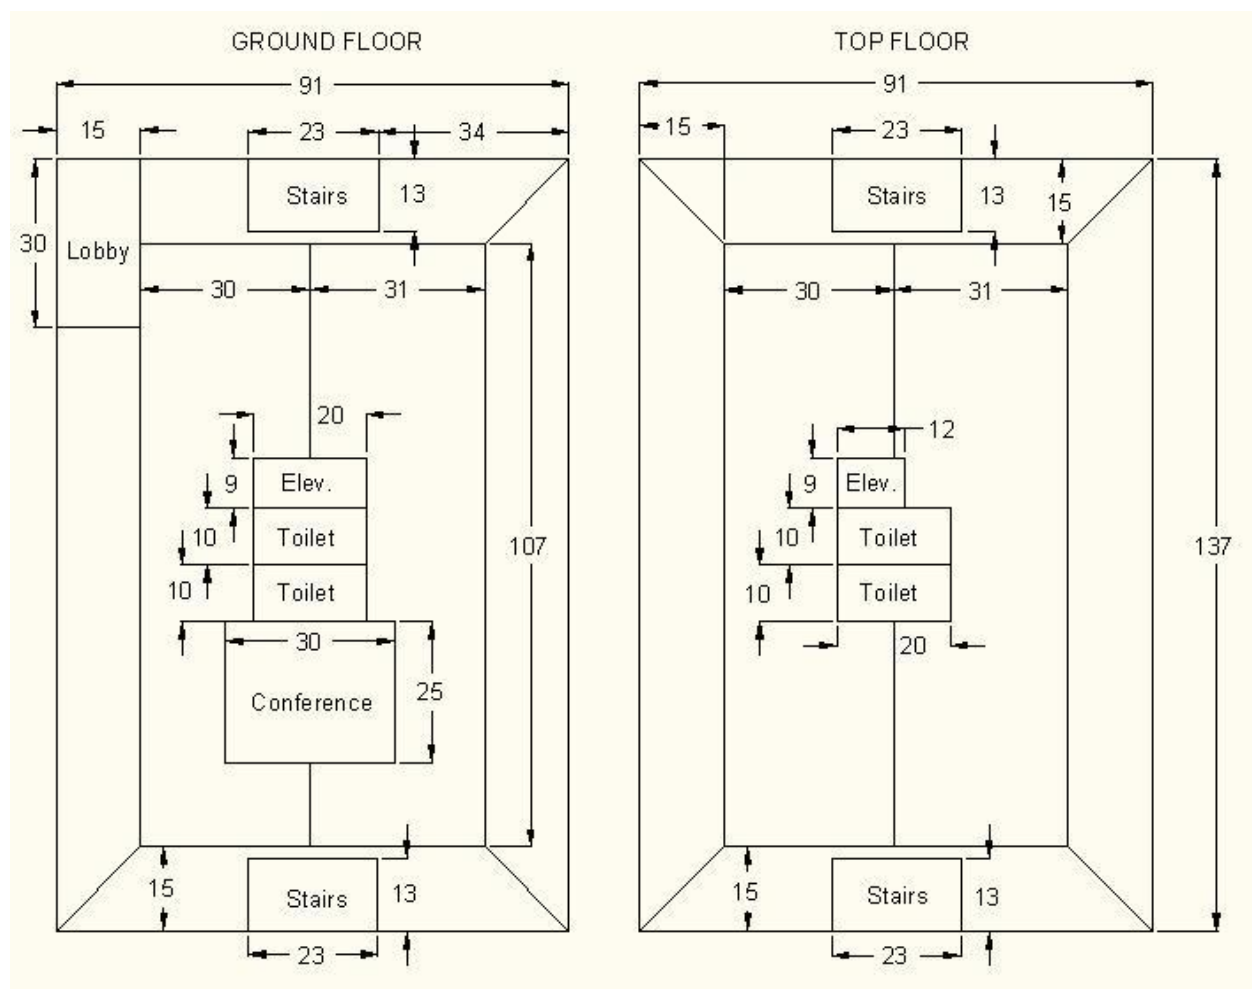 GROUND FLOOR
TOP FLOOR
91
91
15
23
34
15
23
Stairs
13
Stairs
13
15
30
Lobby
30
31
30
31
20
12
9
Elev.
9
Elev.
10
Toilet
107
10
Toilet
137
10
Toilet
10
Toilet
30
20
25
Conference
15
Stairs
13
15
Stairs
13
23
23